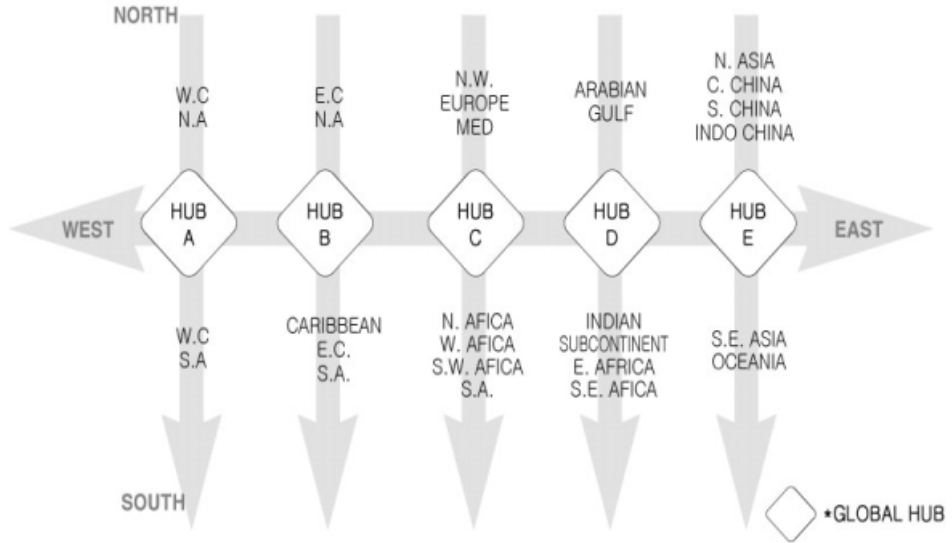 NORTH
W.C
N.A
E.C
N.A
N.W.
EUROPE
MED
ARABIAN
GULF
N. ASIA
C. CHINA
S. CHINA
INDO CHINA
WEST
HUB
A
HUB
B
HUB
C
HUB
D
HUB
E
EAST
W.C
S.A
CARIBBEAN
E.C.
S.A.
N. AFICA
W. AFICA
S.W. AFICA
S.A.
INDIAN
SUBCONTINENT
E. AFRICA
S.E. AFICA
S.E. ASIA
OCEANIA
SOUTH
*GLOBAL HUB